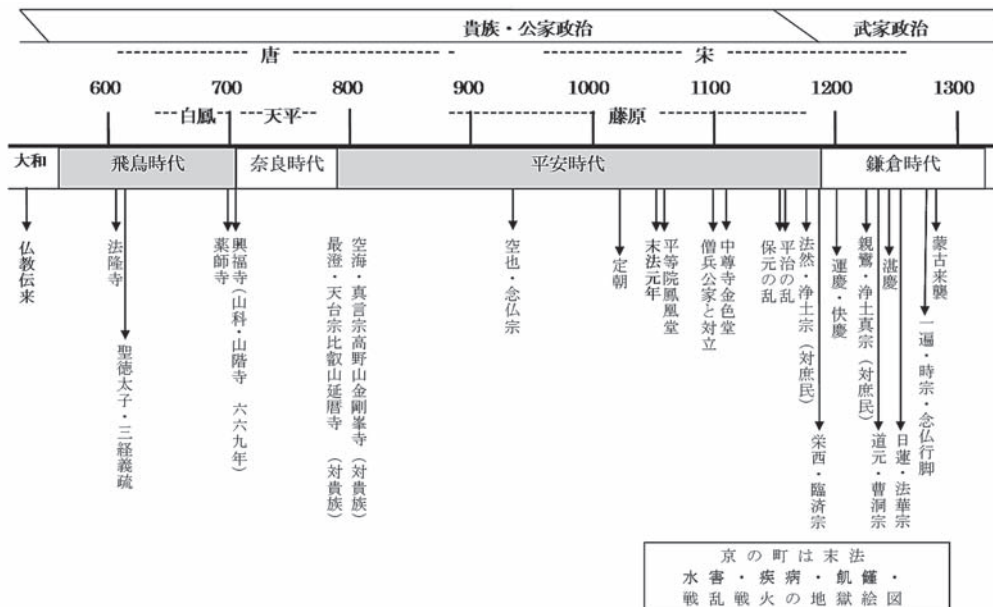 貴族・公家政治
武家政治
唐
宋
600
700
800
900
1000
1100
1200
1300
白鳳
天平
藤原
大和
飛鳥時代
奈良時代
平安時代
鎌倉時代
仏教伝来
法隆寺
聖徳太子・三経義疏
薬師寺
興福寺(山科・山階寺 六六九年)
最澄・天台宗比叡山延暦寺(対貴族)
空海・真言宗高野山金剛峯寺(対貴族)
空也・念仏宗
定朝
末法元年
平等院鳳凰堂
僧兵公家と対立
中尊寺金色堂
保元の乱
平治の乱
法然・浄土宗(対庶民)
栄西・臨済宗
運慶・快慶
親鸞・浄土真宗(対庶民)
道元・曹洞宗
湛慶
日蓮・法華宗
一遍・時宗・念仏行脚
蒙古来襲
京の町は末法
水害・疾病・飢饉・
戦乱戦火の地獄絵図